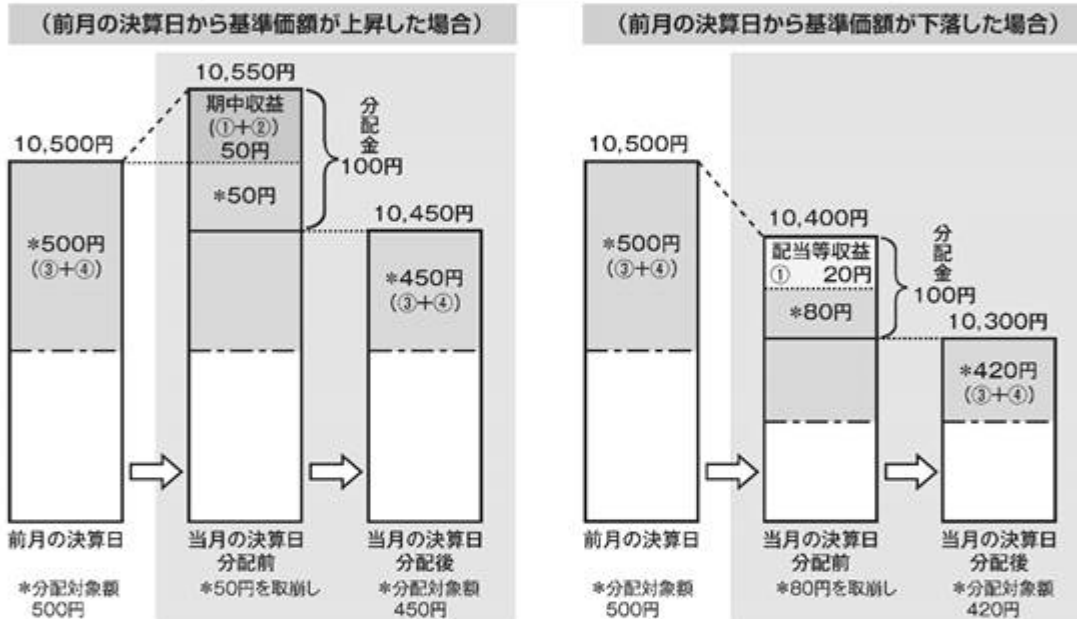 (前月の決算日から基準価額が上昇した場合)
10,550円
期中収益
(①+②)
50円
*50円
分配金
100円
10,500円
*500円
(③+④)
10,450円
*450円
(③+④)
前月の決算日
当月の決算日
分配前
当月の決算日
分配後
*分配対象額
500円
*50円を取崩し
*分配対象額
450円
(前月の決算日から基準価額が下落した場合)
10,500円
*500円
(③+④)
10,400円
配当等収益
① 20円
*80円
分配金
100円
10,300円
*420円
(③+④)
前月の決算日
当月の決算日
分配前
当月の決算日
分配後
*分配対象額
500円
*80円を取崩し
*分配対象額
420円